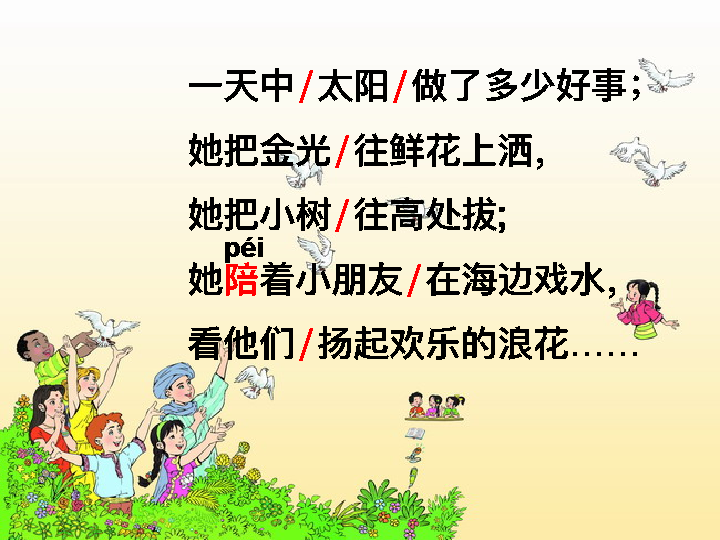 一天中/太阳/做了多少好事；
她把金光/往鲜花上洒，
她把小树/往高处拔;
péi
她陪着小朋友/在海边戏水，
看他们/扬起欢乐的浪花……